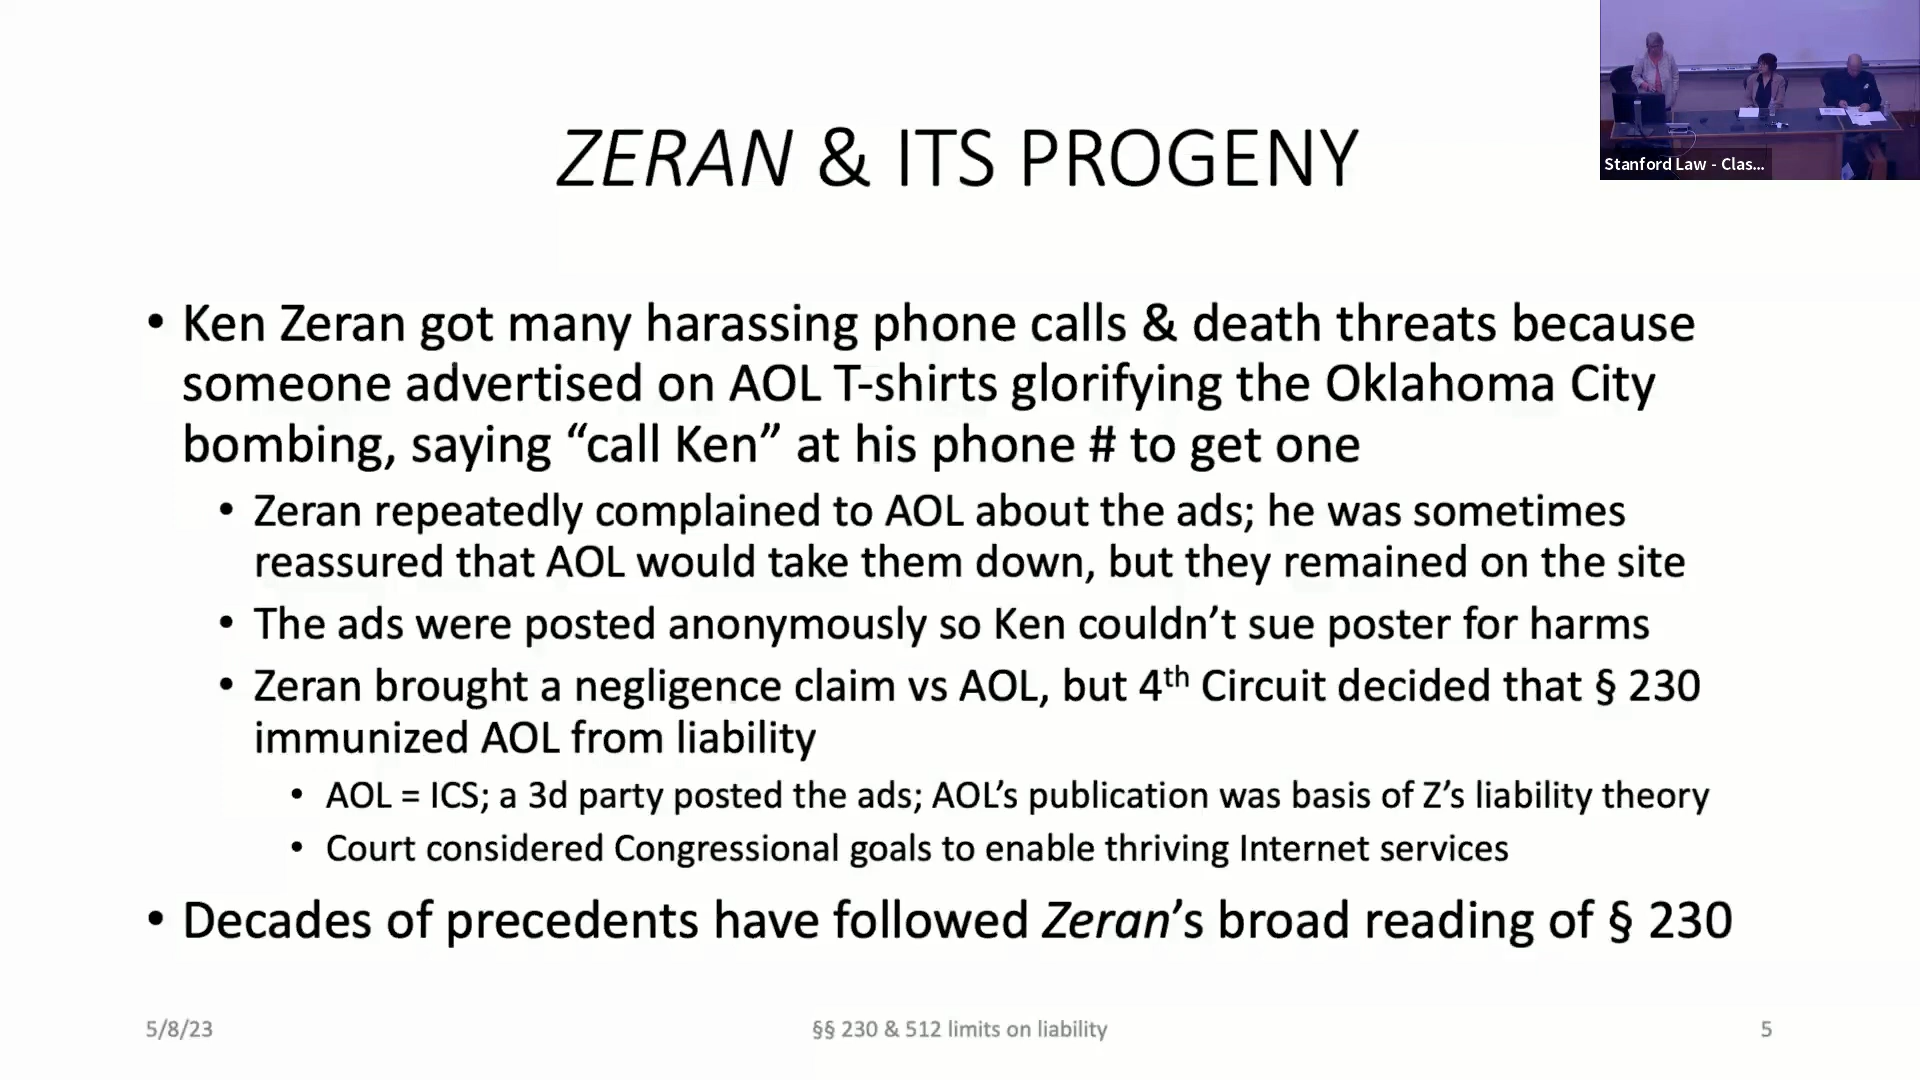 Stanford Law - Clas...
ZERAN & ITS PROGENY
• Ken Zeran got many harassing phone calls & death threats because
someone advertised on AOL T-shirts glorifying the Oklahoma City
bombing, saying “call Ken” at his phone # to get one
• Zeran repeatedly complained to AOL about the ads; he was sometimes
reassured that AOL would take them down, but they remained on the site
• The ads were posted anonymously so Ken couldn’t sue poster for harms
• Zeran brought a negligence claim vs AOL, but 4th Circuit decided that § 230
immunized AOL from liability
• AOL = ICS; a 3d party posted the ads; AOL’s publication was basis of Z’s liability theory
• Court considered Congressional goals to enable thriving Internet services
• Decades of precedents have followed Zeran’s broad reading of § 230
5/8/23
§§ 230 & 512 limits on liability
5